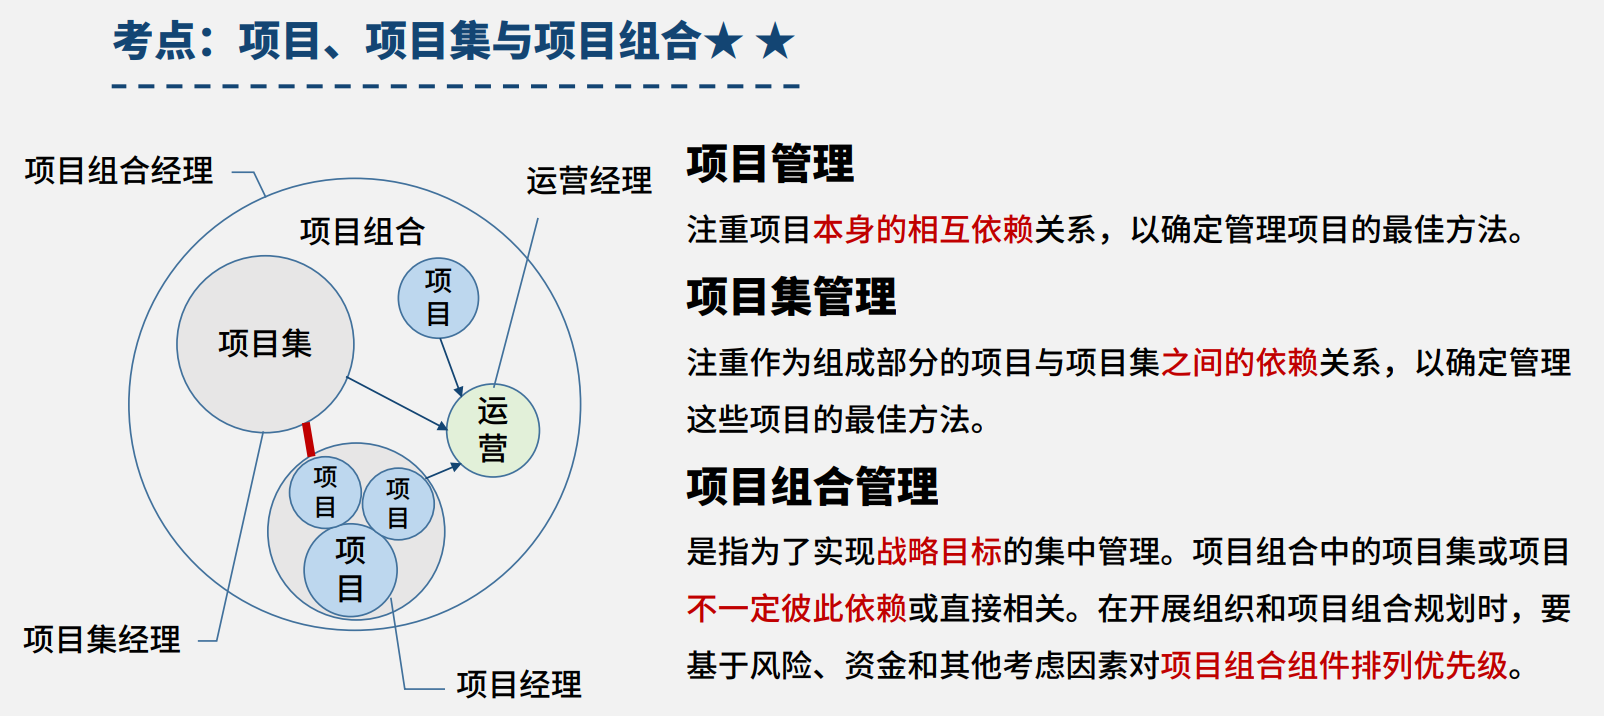 考点：项目、项目集与项目组合★ ★
项目组合经理
运营经理
项目组合
项目集
项
目
运
营
项
目
项
目
项
目
项目集经理
项目经理
项目管理
注重项目本身的相互依赖关系，以确定管理项目的最佳方法。
项目集管理
注重作为组成部分的项目与项目集之间的依赖关系，以确定管理
这些项目的最佳方法。
项目组合管理
是指为了实现战略目标的集中管理。项目组合中的项目集或项目
不一定彼此依赖或直接相关。在开展组织和项目组合规划时，要
基于风险、资金和其他考虑因素对项目组合组件排列优先级。